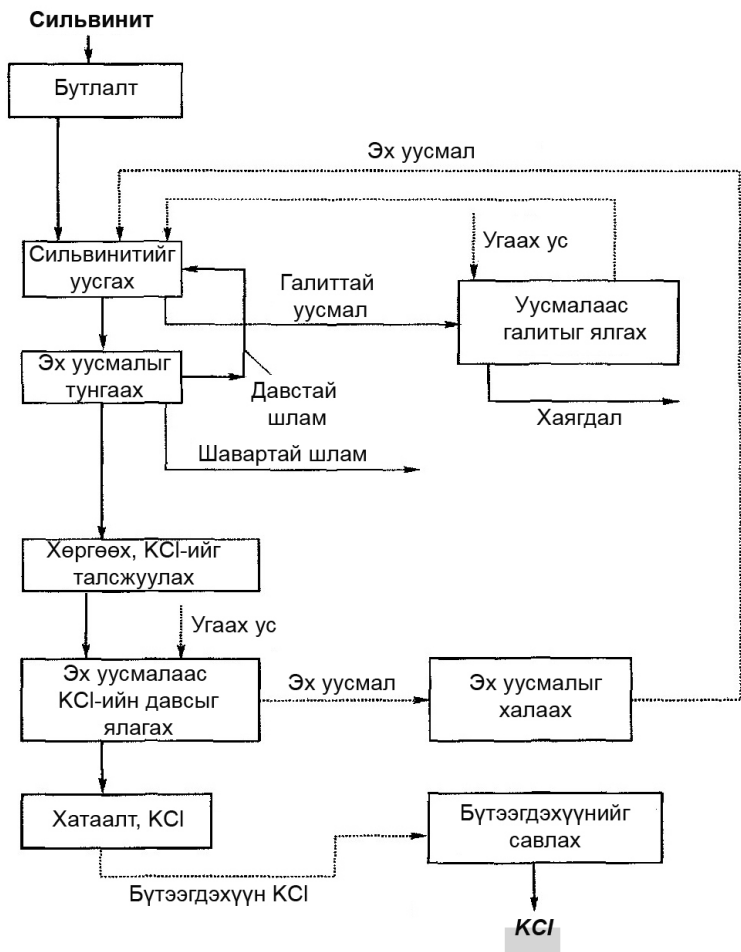 Сильвинит
Бутлалт
Эх уусмал
Сильвинитийг
уусгах
Угаах ус
Галиттай
уусмал
Уусмалаас
галитыг ялгах
Эх уусмалыг
тунгаах
Давстай
шлам
Хаягдал
Шавартай шлам
Хөргөөх, KCl-ийг
талсжуулах
Угаах ус
Эх уусмалаас
KCl-ийн давсыг
ялагах
Эх уусмал
Эх уусмалыг
халаах
Хатаалт, KCl
Бүтээгдэхүүнийг
савлах
Бүтээгдэхүүн KCl
KCl